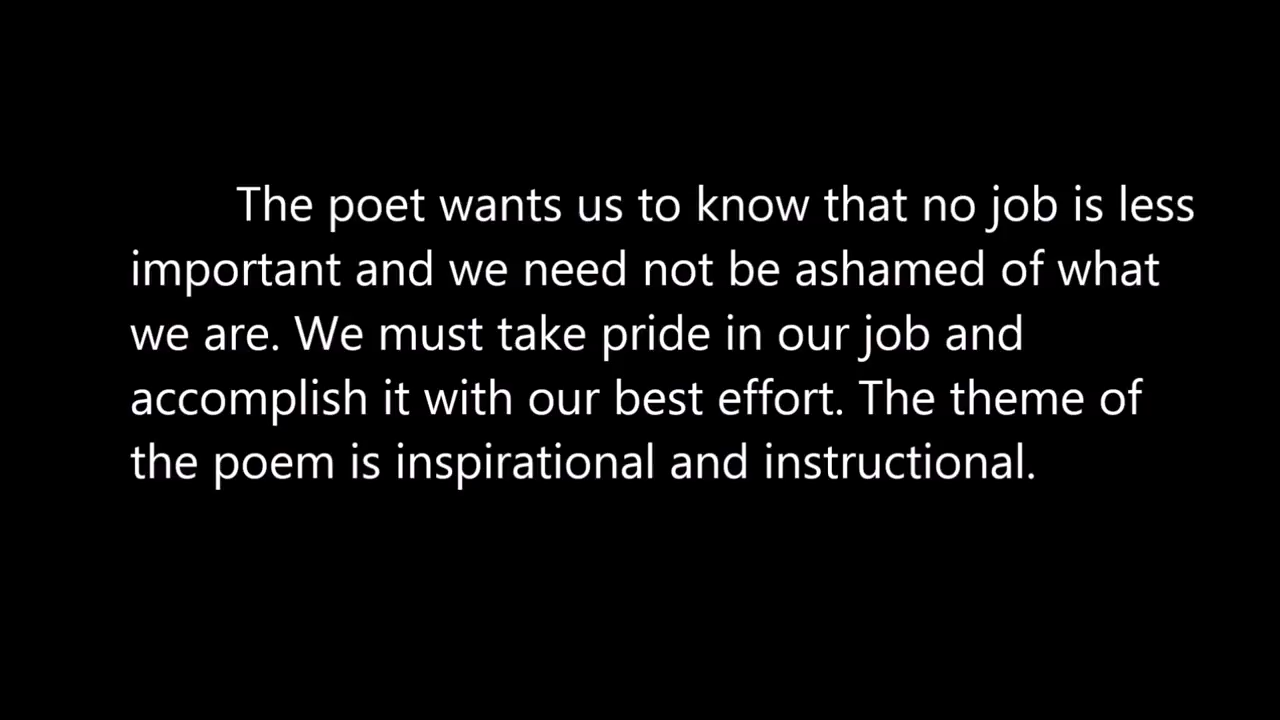 The poet wants us to know that no job is less
important and we need not be ashamed of what
we are. We must take pride in our job and
accomplish it with our best effort. The theme of
the poem is inspirational and instructional.